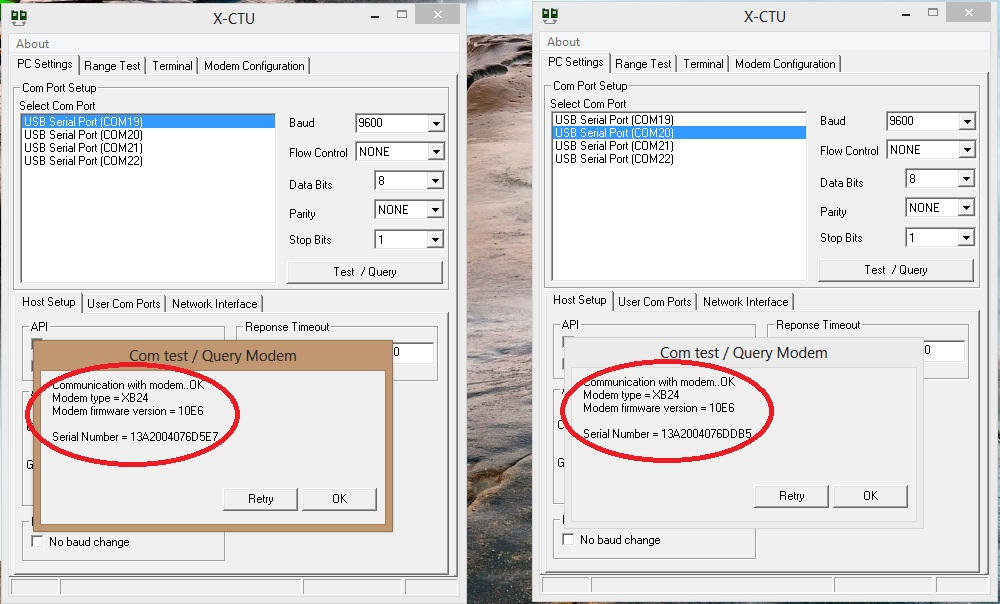 X-CTU
About
PC Settings Range Test Terminal Modem Configuration
Com Port Setup
Select Com Port
USB Serial Port (COM19)
USB Serial Port (COM20)
USB Serial Port (COM21)
USB Serial Port (COM22)
Baud 9600
Flow Control NONE
Data Bits 8
Parity NONE
Stop Bits 1
Test / Query
Host Setup User Com Ports Network Interface
API
Reponse Timeout
0
Com test / Query Modem
Communication with modem..OK
Modem type = XB24
Modem firmware version = 10E6
Serial Number = 13A2004076D5E7
Retry OK
No baud change
X-CTU
About
PC Settings Range Test Terminal Modem Configuration
Com Port Setup
Select Com Port
USB Serial Port (COM19)
USB Serial Port (COM20)
USB Serial Port (COM21)
USB Serial Port (COM22)
Baud 9600
Flow Control NONE
Data Bits 8
Parity NONE
Stop Bits 1
Test / Query
Host Setup User Com Ports Network Interface
API
Reponse Timeout
0
Com test / Query Modem
Communication with modem..OK
Modem type = XB24
Modem firmware version = 10E6
Serial Number = 13A2004076DDB5
Retry OK
No baud change